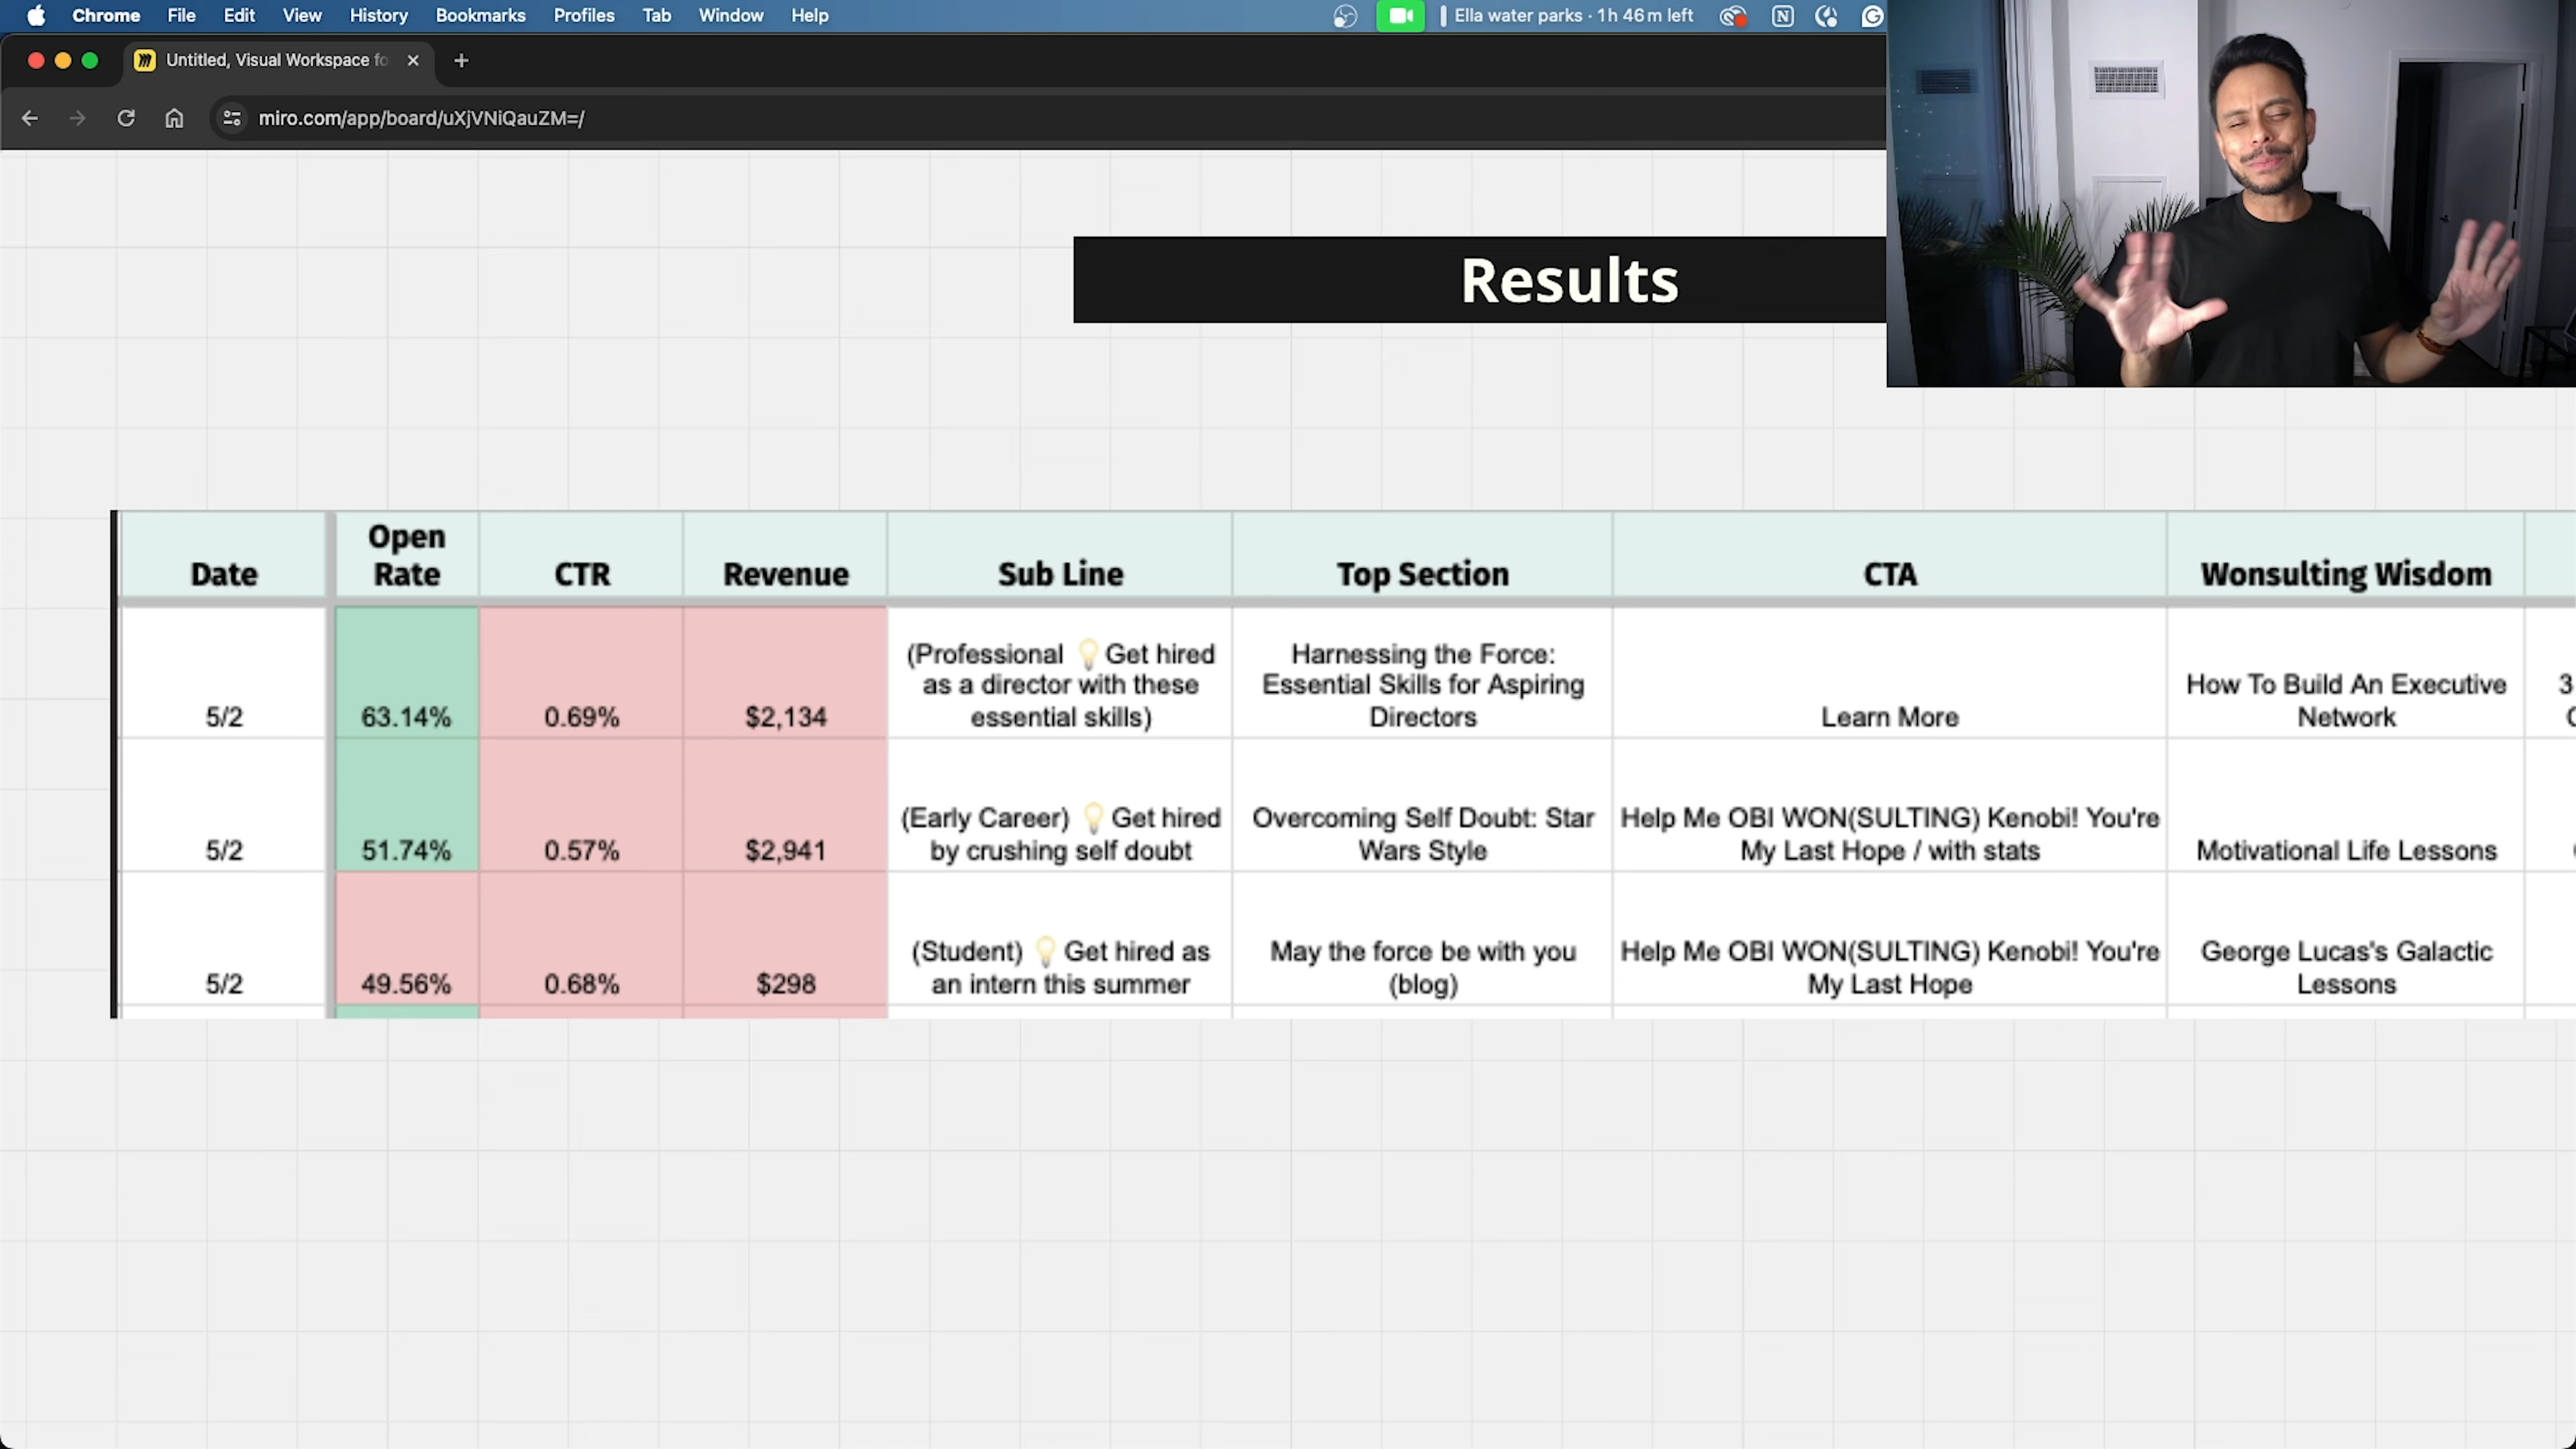 Chrome File Edit View History Bookmarks Profiles Tab Window Help
Ella water parks · 1h 46m left
Untitled, Visual Workspace fo
miro.com/app/board/uXjVNiQauZM=/
Results
Date
Open
Rate
CTR
Revenue
Sub Line
Top Section
CTA
Wonsulting Wisdom
5/2
63.14%
0.69%
$2,134
(Professional 💡Get hired
as a director with these
essential skills)
Harnessing the Force:
Essential Skills for Aspiring
Directors
Learn More
How To Build An Executive
Network
3
5/2
51.74%
0.57%
$2,941
(Early Career) 💡Get hired
by crushing self doubt
Overcoming Self Doubt: Star
Wars Style
Help Me OBI WON(SULTING) Kenobi! You're
My Last Hope / with stats
Motivational Life Lessons
5/2
49.56%
0.68%
$298
(Student) 💡 Get hired as
an intern this summer
May the force be with you
(blog)
Help Me OBI WON(SULTING) Kenobi! You're
My Last Hope
George Lucas's Galactic
Lessons